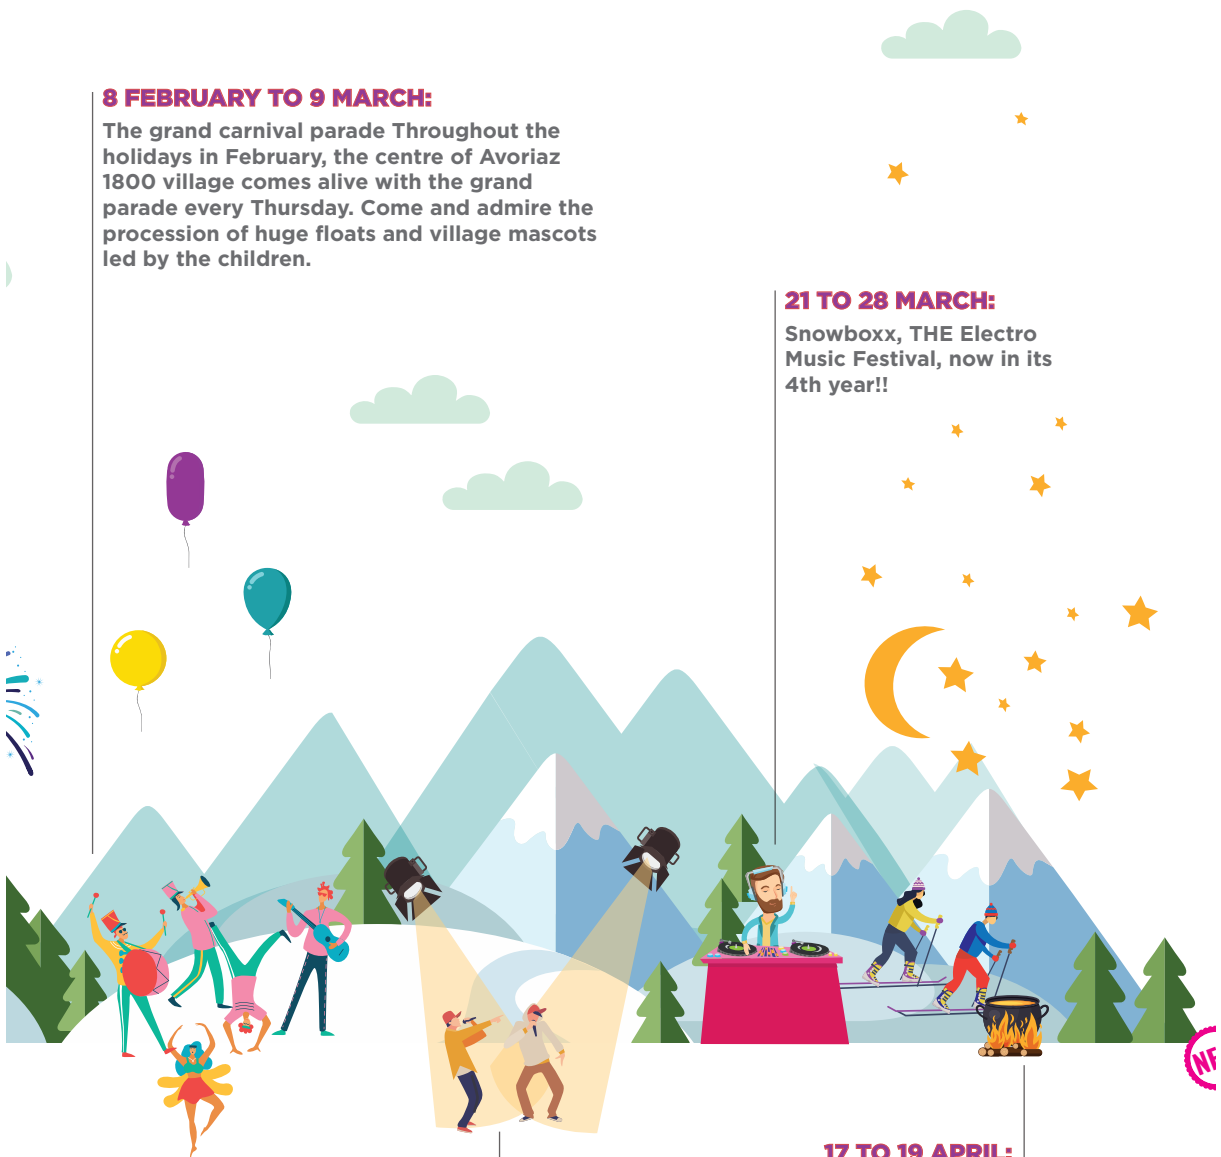 8 FEBRUARY TO 9 MARCH:
The grand carnival parade Throughout the
holidays in February, the centre of Avoriaz
1800 village comes alive with the grand
parade every Thursday. Come and admire the
procession of huge floats and village mascots
led by the children.
21 TO 28 MARCH:
Snowboxx, THE Electro
Music Festival, now in its
4th year!!
17 TO 19 APRIL: